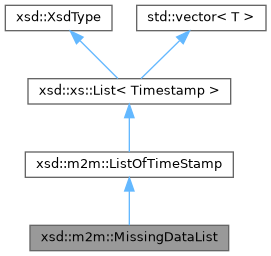 xsd::XsdType
std::vector< T >
xsd::xs::List< Timestamp >
xsd::m2m::ListOfTimeStamp
xsd::m2m::MissingDataList